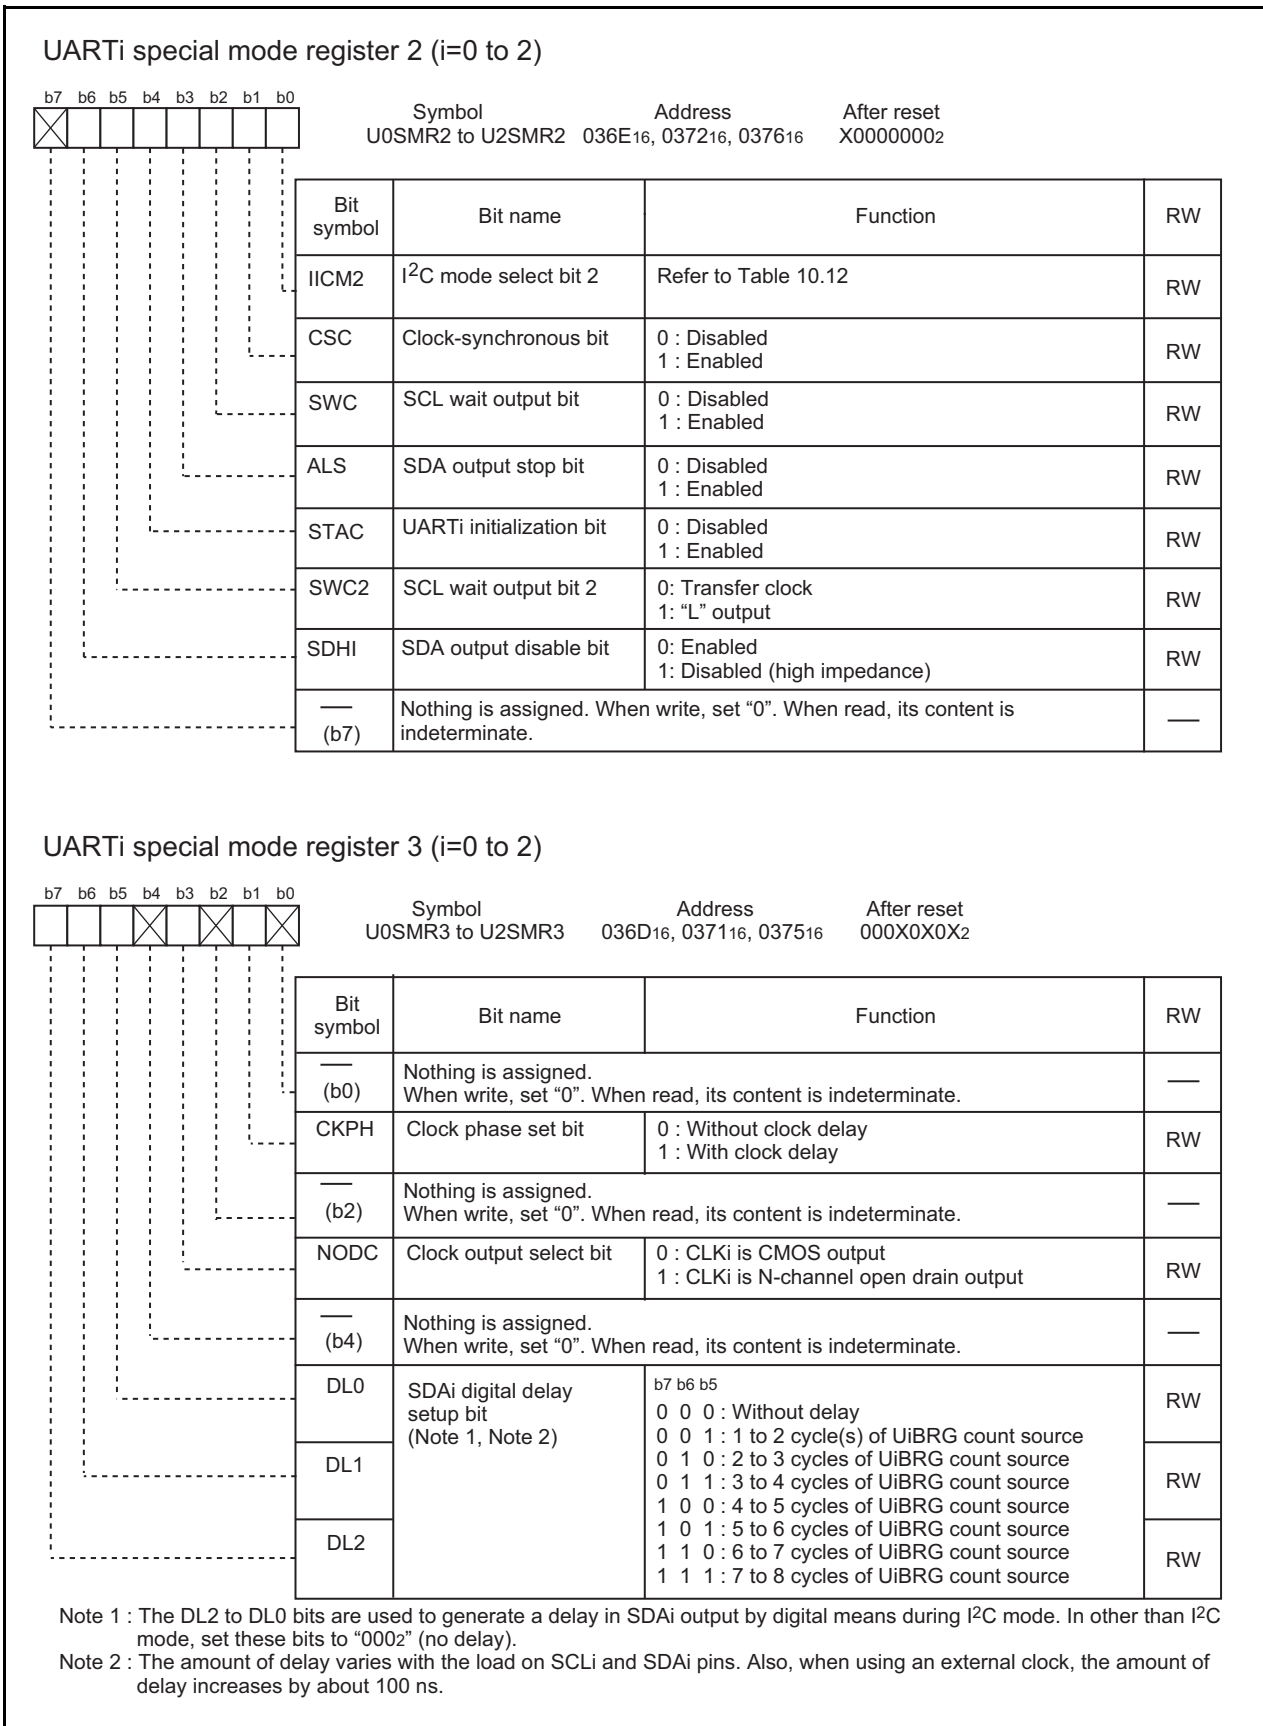 UARTi special mode register 2 (i=0 to 2)
b7 b6 b5 b4 b3 b2 b1 b0
Symbol Address After reset
U0SMR2 to U2SMR2 036E16, 037216, 037616 X00000002
Bit symbol Bit name Function RW
IICM2 I2C mode select bit 2 Refer to Table 10.12 RW
CSC Clock-synchronous bit 0 : Disabled
1 : Enabled RW
SWC SCL wait output bit 0 : Disabled
1 : Enabled RW
ALS SDA output stop bit 0 : Disabled
1 : Enabled RW
STAC UARTi initialization bit 0 : Disabled
1 : Enabled RW
SWC2 SCL wait output bit 2 0: Transfer clock
1: “L” output RW
SDHI SDA output disable bit 0: Enabled
1: Disabled (high impedance) RW
— Nothing is assigned. When write, set “0”. When read, its content is —
(b7) indeterminate.
UARTi special mode register 3 (i=0 to 2)
b7 b6 b5 b4 b3 b2 b1 b0
Symbol Address After reset
U0SMR3 to U2SMR3 036D16, 037116, 037516 000X0X0X2
Bit symbol Bit name Function RW
— Nothing is assigned. —
(b0) When write, set “0”. When read, its content is indeterminate.
CKPH Clock phase set bit 0 : Without clock delay
1 : With clock delay RW
— Nothing is assigned. —
(b2) When write, set “0”. When read, its content is indeterminate.
NODC Clock output select bit 0 : CLKi is CMOS output
1 : CLKi is N-channel open drain output RW
— Nothing is assigned. —
(b4) When write, set “0”. When read, its content is indeterminate.
DL0 SDAi digital delay b7 b6 b5 RW
setup bit 0 0 0 : Without delay
(Note 1, Note 2) 0 0 1 : 1 to 2 cycle(s) of UiBRG count source
DL1 0 1 0 : 2 to 3 cycles of UiBRG count source
0 1 1 : 3 to 4 cycles of UiBRG count source RW
1 0 0 : 4 to 5 cycles of UiBRG count source
DL2 1 0 1 : 5 to 6 cycles of UiBRG count source
1 1 0 : 6 to 7 cycles of UiBRG count source RW
1 1 1 : 7 to 8 cycles of UiBRG count source
Note 1 : The DL2 to DL0 bits are used to generate a delay in SDAi output by digital means during I2C mode. In other than I2C
mode, set these bits to “0002” (no delay).
Note 2 : The amount of delay varies with the load on SCLi and SDAi pins. Also, when using an external clock, the amount of
delay increases by about 100 ns.